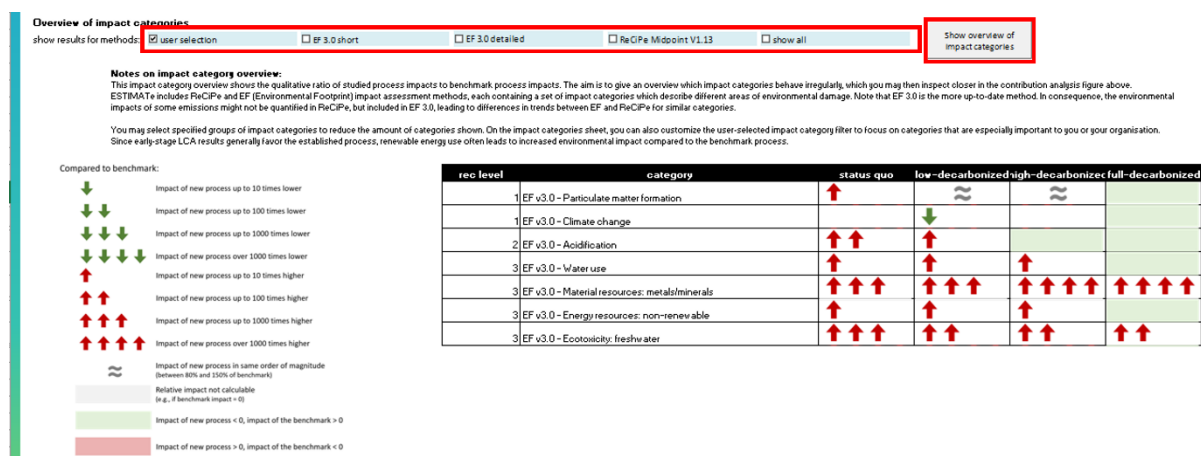 Overview of impact categories
show results for methods: user selection EF 3.0 short EF 3.0 detailed ReCiPe Midpoint V1.13 show all
Show overview of
impact categories
Notes on impact category overview:
This impact category overview shows the qualitative ratio of studied process impacts to benchmark process impacts. The aim is to give an overview which impact categories behave irregularly, which you may then inspect closer in the contribution analysis figure above.
ESTIMATe includes ReCiPe and EF (Environmental Footprint) impact assessment methods, each containing a set of impact categories which describe different areas of environmental damage. Note that EF 3.0 is the more up-to-date method. In consequence, the environmental
impacts of some emissions might not be quantified in ReCiPe, but included in EF 3.0, leading to differences in trends between EF and ReCiPe for similar categories.
You may select specified groups of impact categories to reduce the amount of categories shown. On the impact categories sheet, you can also customize the user-selected impact category filter to focus on categories that are especially important to you or your organisation.
Since early-stage LCA results generally favor the established process, renewable energy use often leads to increased environmental impact compared to the benchmark process.
Compared to benchmark:
Impact of new process up to 10 times lower
Impact of new process up to 100 times lower
Impact of new process up to 1000 times lower
Impact of new process over 1000 times lower
Impact of new process up to 10 times higher
Impact of new process up to 100 times higher
Impact of new process up to 1000 times higher
Impact of new process over 1000 times higher
≈ Impact of new process in same order of magnitude
(between 80% and 150% of benchmark)
Relative impact not calculable
(e.g., if benchmark impact = 0)
Impact of new process < 0, impact of the benchmark > 0
Impact of new process > 0, impact of the benchmark < 0
rec level category status quo low-decarbonized high-decarbonized full-decarbonized
1 EF v3.0 - Particulate matter formation ≈ ≈
1 EF v3.0 - Climate change
2 EF v3.0 - Acidification
3 EF v3.0 - Water use
3 EF v3.0 - Material resources: metals/minerals
3 EF v3.0 - Energy resources: non-renewable
3 EF v3.0 - Ecotoxicity: freshwater